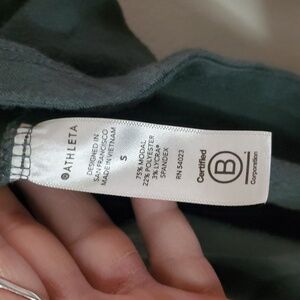 ATHLETA
DESIGNED IN
SAN FRANCISCO
MADE IN VIETNAM
S
75% MODAL
22% POLYESTER
3% LYCRA®
SPANDEX
RN 54023
Certified
B
Corporation